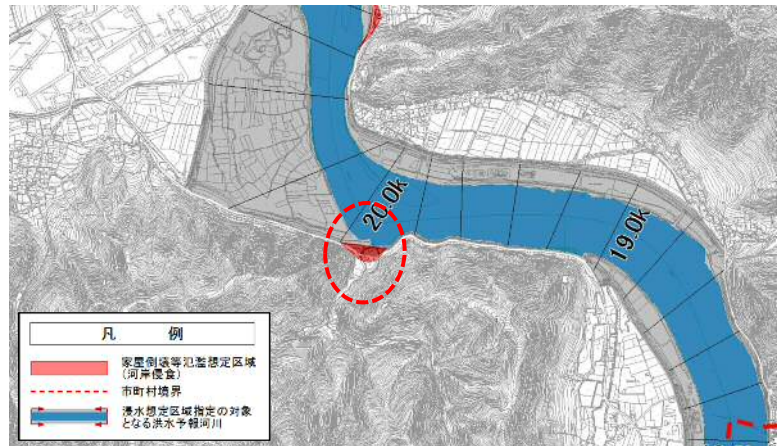 20.0k
19.0k
凡 例
家屋倒壊等氾濫想定区域
(河岸侵食)
市町村境界
浸水想定区域指定の対象
となる洪水予報河川